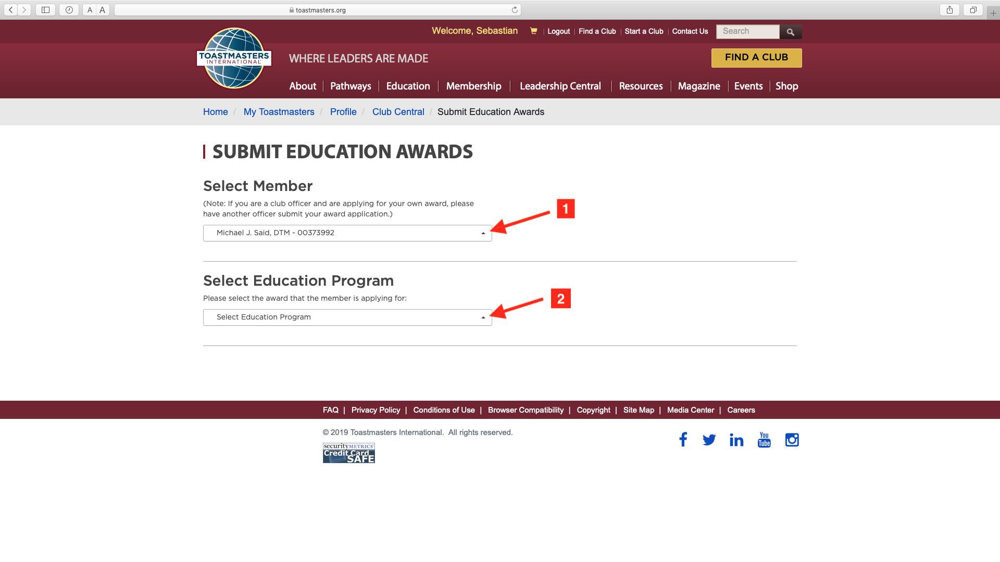 A A toastmasters.org
Welcome, Sebastian Logout Find a Club Start a Club Contact Us Search
TOASTMASTERS
INTERNATIONAL
WHERE LEADERS ARE MADE
FIND A CLUB
About Pathways Education Membership Leadership Central Resources Magazine Events Shop
Home / My Toastmasters / Profile / Club Central / Submit Education Awards
SUBMIT EDUCATION AWARDS
Select Member
(Note: If you are a club officer and are applying for your own award, please
have another officer submit your award application.)
1
Michael J. Said, DTM - 00373992
Select Education Program
Please select the award that the member is applying for:
2
Select Education Program
FAQ | Privacy Policy | Conditions of Use | Browser Compatibility | Copyright | Site Map | Media Center | Careers
© 2019 Toastmasters International. All rights reserved.
securityMETRICS
Credit Card
SAFE
You
Tube